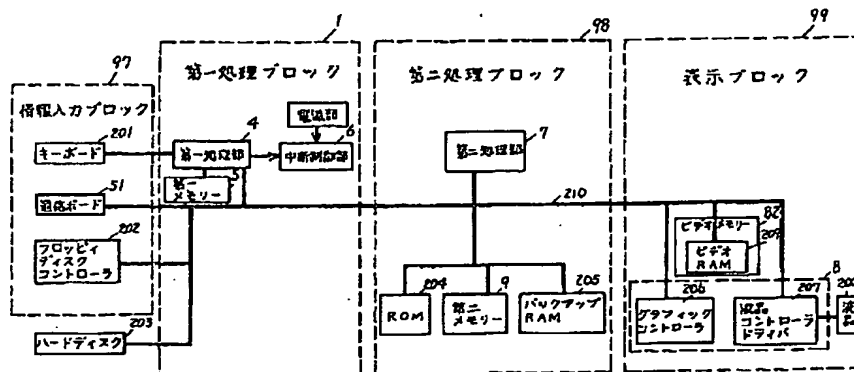 1
98
99
97
第一処理ブロック
第二処理ブロック
表示ブロック
情報入力ブロック
電源部
201
4
6
7
キーボード
第一処理部
中断制御部
第二処理部
5
第一
メモリー
51
通信ボード
210
82
ビデオメモリー
209
ビデオ
RAM
202
フロッピィ
ディスク
コントローラ
8
204
9
205
206
207
ROM
第二
メモリー
バックアップ
RAM
グラフィック
コントローラ
液晶
コントローラ
ドライバ
液
203
ハードディスク